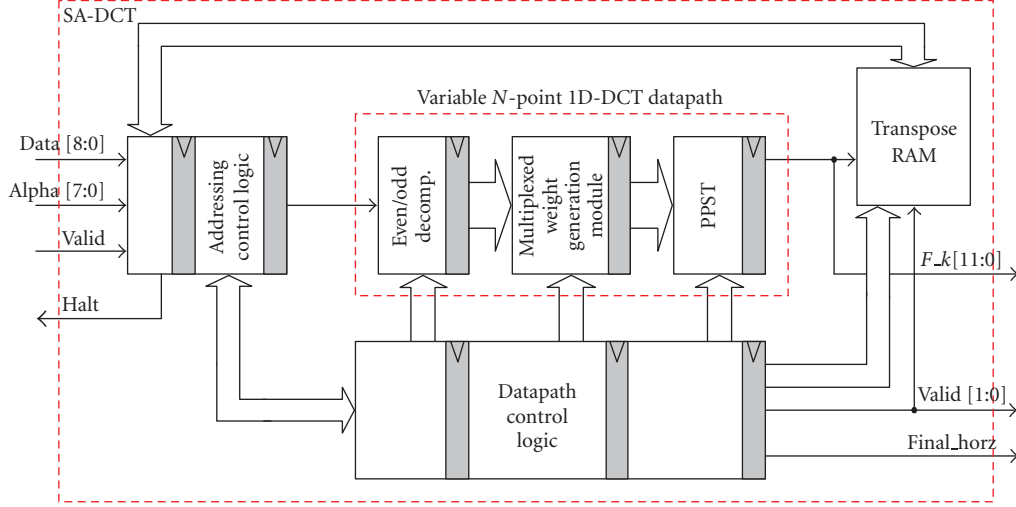 SA-DCT
Variable N-point 1D-DCT datapath
Transpose
RAM
Data [8:0]
Alpha [7:0]
Valid
Halt
Addressing
control logic
Even/odd
decomp.
Multiplexed
weight
generation
module
PPST
F_k[11:0]
Datapath
control
logic
Valid [1:0]
Final_horz